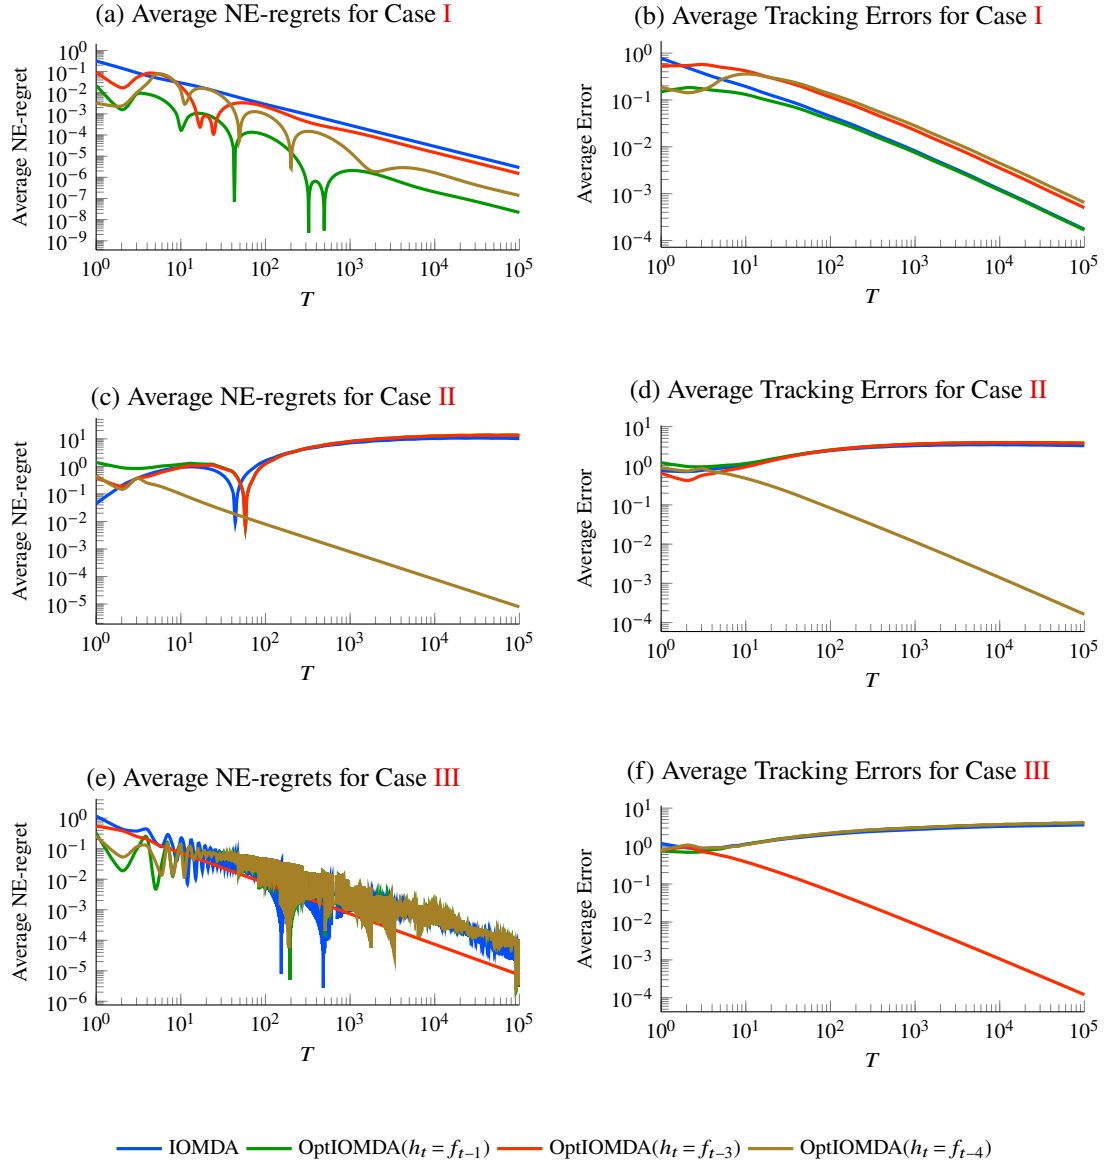 (a) Average NE-regrets for Case I
(b) Average Tracking Errors for Case I
Average NE-regret
10^0
10^-1
10^-2
10^-3
10^-4
10^-5
10^-6
10^-7
10^-8
10^-9
10^0 10^1 10^2 10^3 10^4 10^5
T
Average Error
10^0
10^-1
10^-2
10^-3
10^-4
10^0 10^1 10^2 10^3 10^4 10^5
T
(c) Average NE-regrets for Case II
(d) Average Tracking Errors for Case II
Average NE-regret
10^1
10^0
10^-1
10^-2
10^-3
10^-4
10^-5
10^0 10^1 10^2 10^3 10^4 10^5
T
Average Error
10^1
10^0
10^-1
10^-2
10^-3
10^-4
10^0 10^1 10^2 10^3 10^4 10^5
T
(e) Average NE-regrets for Case III
(f) Average Tracking Errors for Case III
Average NE-regret
10^0
10^-1
10^-2
10^-3
10^-4
10^-5
10^-6
10^0 10^1 10^2 10^3 10^4 10^5
T
Average Error
10^1
10^0
10^-1
10^-2
10^-3
10^-4
10^0 10^1 10^2 10^3 10^4 10^5
T
IOMDA OptIOMDA(h_t = f_{t-1}) OptIOMDA(h_t = f_{t-3}) OptIOMDA(h_t = f_{t-4})